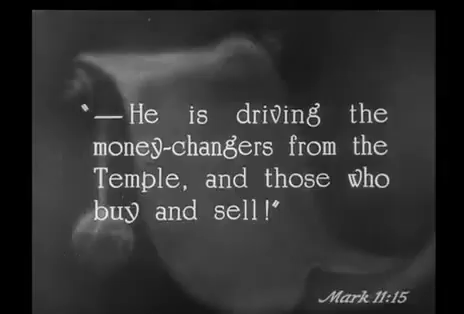 "—He is driving the
money-changers from the
Temple, and those who
buy and sell!"
Mark 11:15